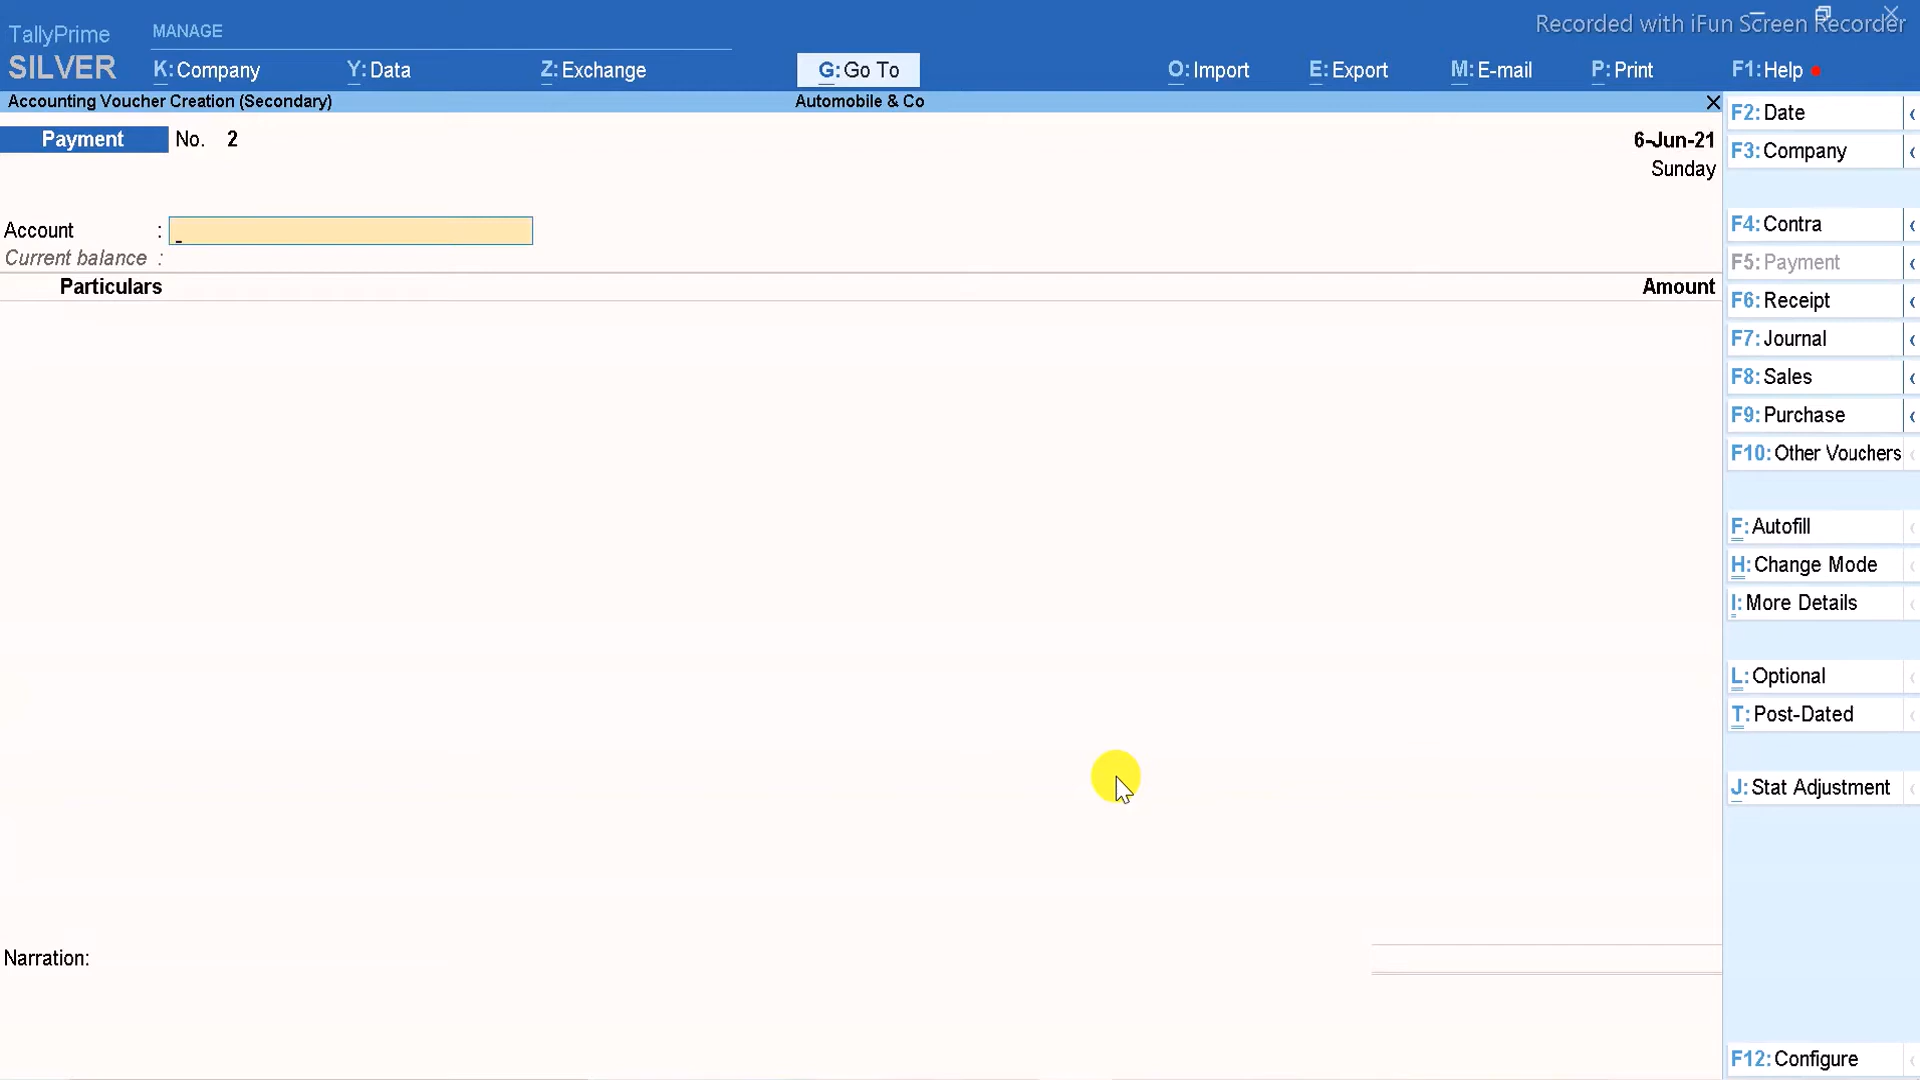 TallyPrime
SILVER
MANAGE
K: Company
Y: Data
Z: Exchange
G: Go To
O: Import
E: Export
M: E-mail
P: Print
F1: Help
Recorded with iFun Screen Recorder
Accounting Voucher Creation (Secondary)
Automobile & Co
Payment No. 2
6-Jun-21
Sunday
Account :
Current balance :
Particulars Amount
Narration:
F2: Date
F3: Company
F4: Contra
F5: Payment
F6: Receipt
F7: Journal
F8: Sales
F9: Purchase
F10: Other Vouchers
F: Autofill
H: Change Mode
I: More Details
L: Optional
T: Post-Dated
J: Stat Adjustment
F12: Configure